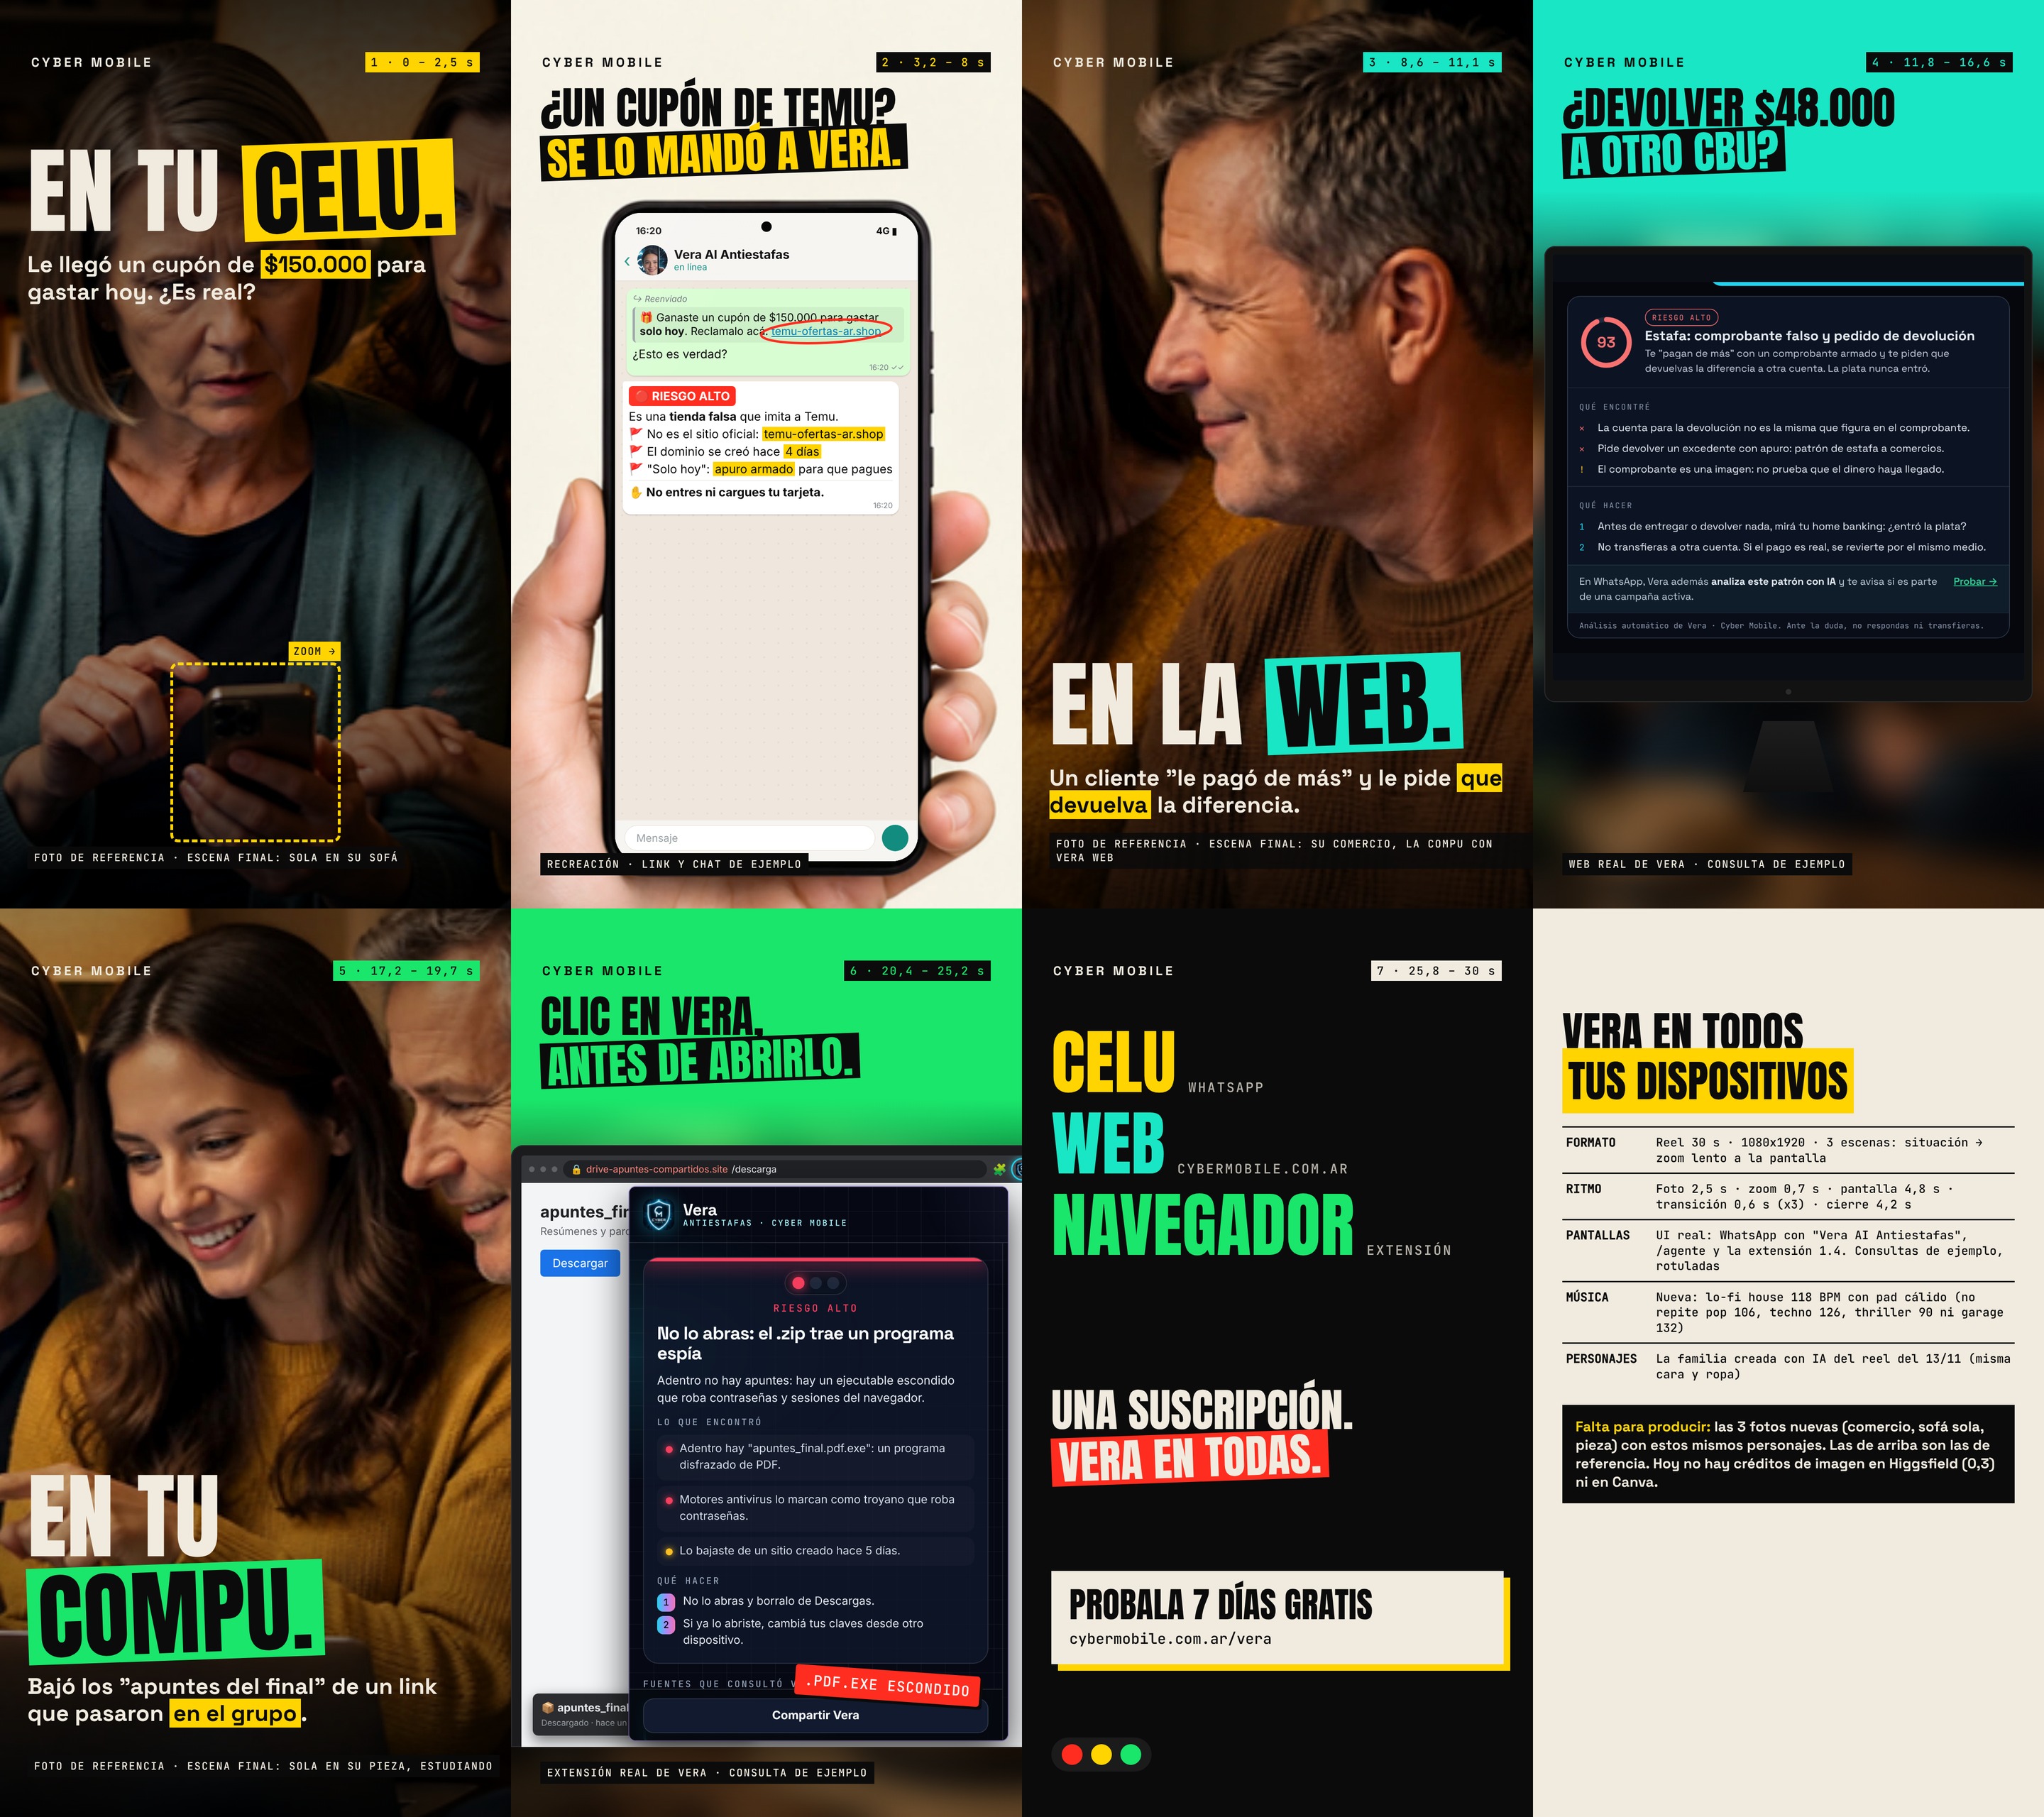 CYBER MOBILE
1 · 0 – 2,5 s
EN TU CELU.
Le llegó un cupón de $150.000 para
gastar hoy. ¿Es real?
ZOOM →
FOTO DE REFERENCIA · ESCENA FINAL: SOLA EN SU SOFÁ
CYBER MOBILE
2 · 3,2 – 8 s
¿UN CUPÓN DE TEMU?
SE LO MANDÓ A VERA.
16:20
4G
Vera AI Antiestafas
en línea
Reenviado
🎁 Ganaste un cupón de $150.000 para gastar
solo hoy. Reclamalo acá: temu-ofertas-ar.shop
¿Esto es verdad?
16:20 ✓✓
🔴 RIESGO ALTO
Es una tienda falsa que imita a Temu.
🚩 No es el sitio oficial: temu-ofertas-ar.shop
🚩 El dominio se creó hace 4 días
🚩 "Solo hoy": apuro armado para que pagues
✋ No entres ni cargues tu tarjeta.
16:20
Mensaje
RECREACIÓN · LINK Y CHAT DE EJEMPLO
CYBER MOBILE
3 · 8,6 – 11,1 s
EN LA WEB.
Un cliente "le pagó de más" y le pide que
devuelva la diferencia.
FOTO DE REFERENCIA · ESCENA FINAL: SU COMERCIO, LA COMPU CON
VERA WEB
CYBER MOBILE
4 · 11,8 – 16,6 s
¿DEVOLVER $48.000
A OTRO CBU?
93
RIESGO ALTO
Estafa: comprobante falso y pedido de devolución
Te "pagan de más" con un comprobante armado y te piden que
devuelvas la diferencia a otra cuenta. La plata nunca entró.
QUÉ ENCONTRÉ
× La cuenta para la devolución no es la misma que figura en el comprobante.
× Pide devolver un excedente con apuro: patrón de estafa a comercios.
! El comprobante es una imagen: no prueba que el dinero haya llegado.
QUÉ HACER
1 Antes de entregar o devolver nada, mirá tu home banking: ¿entró la plata?
2 No transfieras a otra cuenta. Si el pago es real, se revierte por el mismo medio.
En WhatsApp, Vera además analiza este patrón con IA y te avisa si es parte
de una campaña activa.
Probar →
Análisis automático de Vera · Cyber Mobile. Ante la duda, no respondas ni transfieras.
WEB REAL DE VERA · CONSULTA DE EJEMPLO
CYBER MOBILE
5 · 17,2 – 19,7 s
EN TU
COMPU.
Bajó los "apuntes del final" de un link
que pasaron en el grupo.
FOTO DE REFERENCIA · ESCENA FINAL: SOLA EN SU PIEZA, ESTUDIANDO
CYBER MOBILE
6 · 20,4 – 25,2 s
CLIC EN VERA,
ANTES DE ABRIRLO.
drive-apuntes-compartidos.site/descarga
apuntes_fin
Resúmenes y parc
Descargar
Vera
ANTIESTAFAS · CYBER MOBILE
RIESGO ALTO
No lo abras: el .zip trae un programa
espía
Adentro no hay apuntes: hay un ejecutable escondido
que roba contraseñas y sesiones del navegador.
LO QUE ENCONTRÓ
Adentro hay "apuntes_final.pdf.exe": un programa
disfrazado de PDF.
Motores antivirus lo marcan como troyano que roba
contraseñas.
Lo bajaste de un sitio creado hace 5 días.
QUÉ HACER
1 No lo abras y borralo de Descargas.
2 Si ya lo abriste, cambiá tus claves desde otro
dispositivo.
FUENTES QUE CONSULTÓ V
.PDF.EXE ESCONDIDO
Compartir Vera
📦 apuntes_final
Descargado · hace un
EXTENSIÓN REAL DE VERA · CONSULTA DE EJEMPLO
CYBER MOBILE
7 · 25,8 – 30 s
CELU WHATSAPP
WEB CYBERMOBILE.COM.AR
NAVEGADOR EXTENSIÓN
UNA SUSCRIPCIÓN.
VERA EN TODAS.
PROBALA 7 DÍAS GRATIS
cybermobile.com.ar/vera
VERA EN TODOS
TUS DISPOSITIVOS
FORMATO Reel 30 s · 1080x1920 · 3 escenas: situación →
zoom lento a la pantalla
RITMO Foto 2,5 s · zoom 0,7 s · pantalla 4,8 s ·
transición 0,6 s (x3) · cierre 4,2 s
PANTALLAS UI real: WhatsApp con "Vera AI Antiestafas",
/agente y la extensión 1.4. Consultas de ejemplo,
rotuladas
MÚSICA Nueva: lo-fi house 118 BPM con pad cálido (no
repite pop 106, techno 126, thriller 90 ni garage
132)
PERSONAJES La familia creada con IA del reel del 13/11 (misma
cara y ropa)
Falta para producir: las 3 fotos nuevas (comercio, sofá sola,
pieza) con estos mismos personajes. Las de arriba son las de
referencia. Hoy no hay créditos de imagen en Higgsfield (0,3)
ni en Canva.